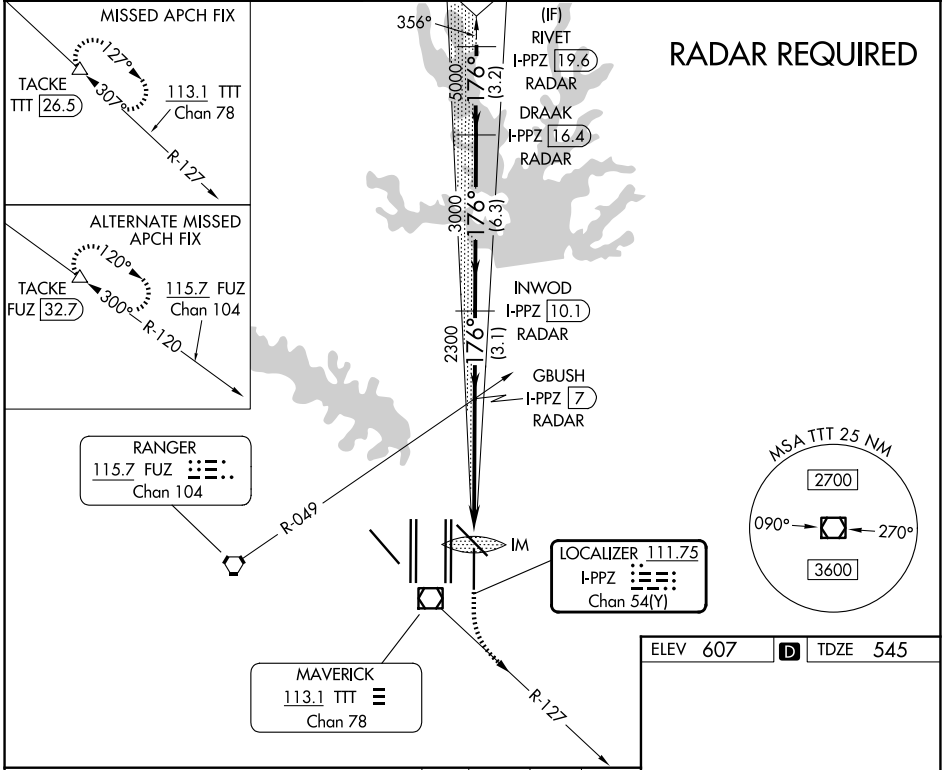 MISSED APCH FIX
127°
307°
TACKE
TTT 26.5
113.1 TTT
Chan 78
R-127
ALTERNATE MISSED
APCH FIX
120°
300°
TACKE
FUZ 32.7
115.7 FUZ
Chan 104
R-120
RADAR REQUIRED
356°
(IF)
RIVET
I-PPZ 19.6
RADAR
5000
176°
(3.2)
DRAAK
I-PPZ 16.4
RADAR
3000
176°
(6.3)
INWOD
I-PPZ 10.1
RADAR
2300
176°
(3.1)
GBUSH
I-PPZ 7
RADAR
RANGER
115.7 FUZ
Chan 104
R-049
IM
LOCALIZER 111.75
I-PPZ
Chan 54(Y)
MAVERICK
113.1 TTT
Chan 78
R-127
MSA TTT 25 NM
2700
090°
270°
3600
ELEV 607 D TDZE 545